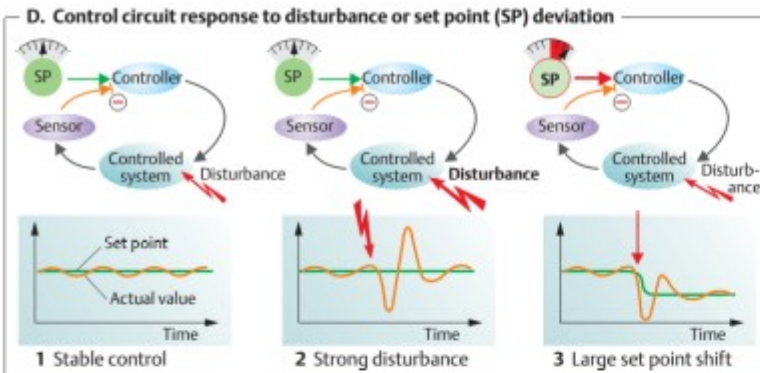 D. Control circuit response to disturbance or set point (SP) deviation
SP
Controller
Sensor
Controlled
system
Disturbance
Set point
Actual value
Time
1 Stable control
SP
Controller
Sensor
Controlled
system
Disturbance
Time
2 Strong disturbance
SP
Controller
Sensor
Controlled
system
Disturb-
ance
Time
3 Large set point shift